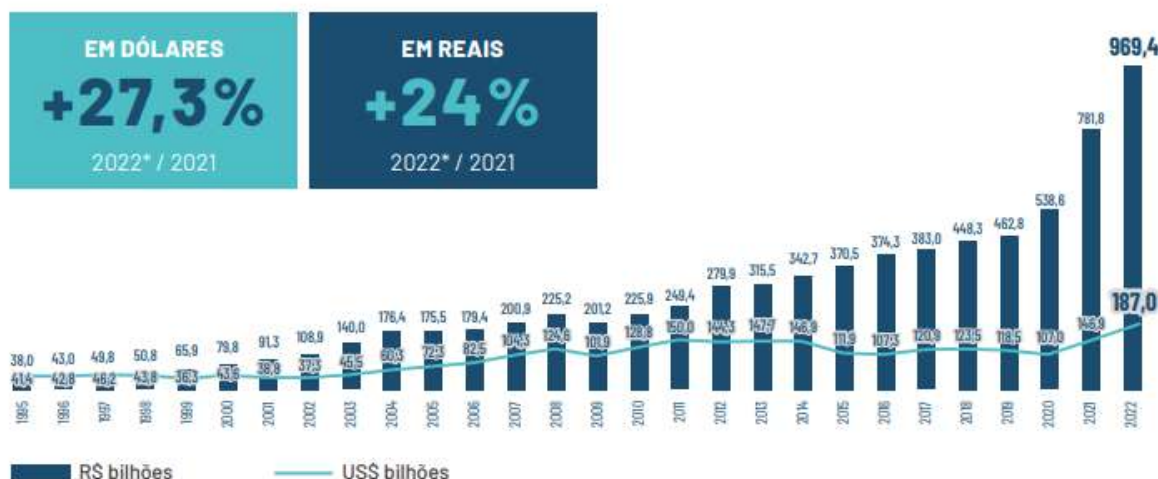 EM DÓLARES
+27,3%
2022* / 2021
EM REAIS
+24%
2022* / 2021
38,0 43,0 49,8 50,8 65,9 79,8 91,3 108,9 140,0 176,4 175,5 179,4 200,9 225,2 201,2 225,9 249,4 279,9 315,5 342,7 370,5 374,3 383,0 448,3 462,8 538,6 781,8 969,4
41,4 42,8 46,2 43,8 36,3 43,6 38,8 37,3 45,5 60,3 72,3 82,5 104,3 124,6 101,9 128,8 150,0 144,3 147,7 146,9 111,9 107,3 120,9 123,5 118,5 107,0 146,9 187,0
1995 1996 1997 1998 1999 2000 2001 2002 2003 2004 2005 2006 2007 2008 2009 2010 2011 2012 2013 2014 2015 2016 2017 2018 2019 2020 2021 2022
R$ bilhões
US$ bilhões